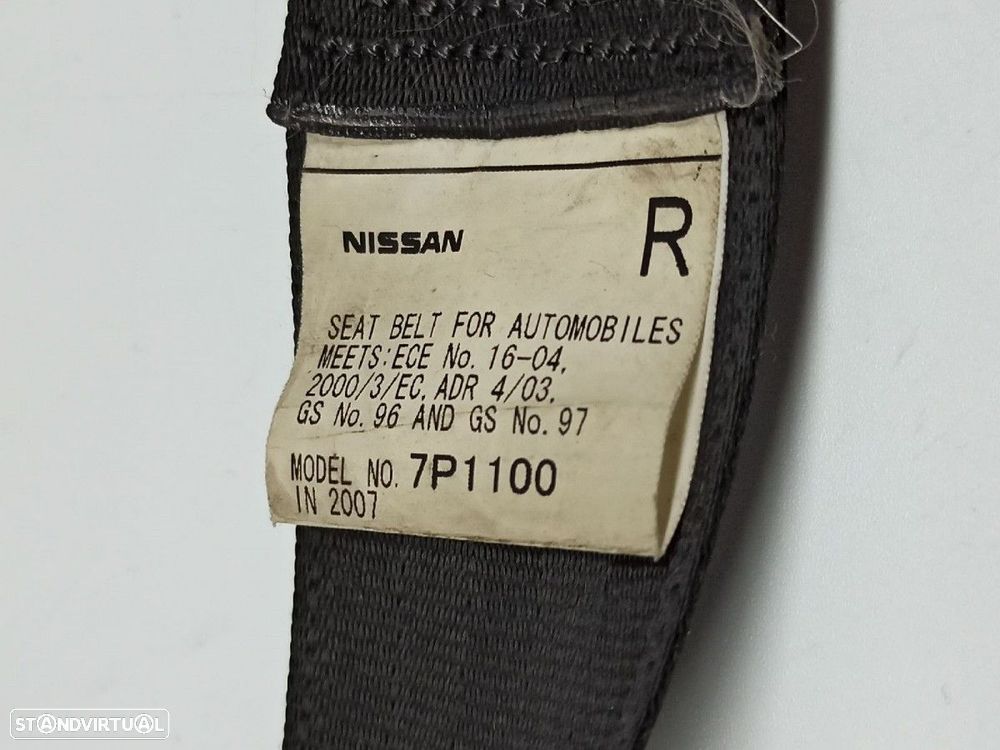 NISSAN R
SEAT BELT FOR AUTOMOBILES
MEETS:ECE No. 16-04,
2000/3/EC, ADR 4/03,
GS No. 96 AND GS No. 97
MODEL NO. 7P1100
IN 2007
STANDVIRTUAL